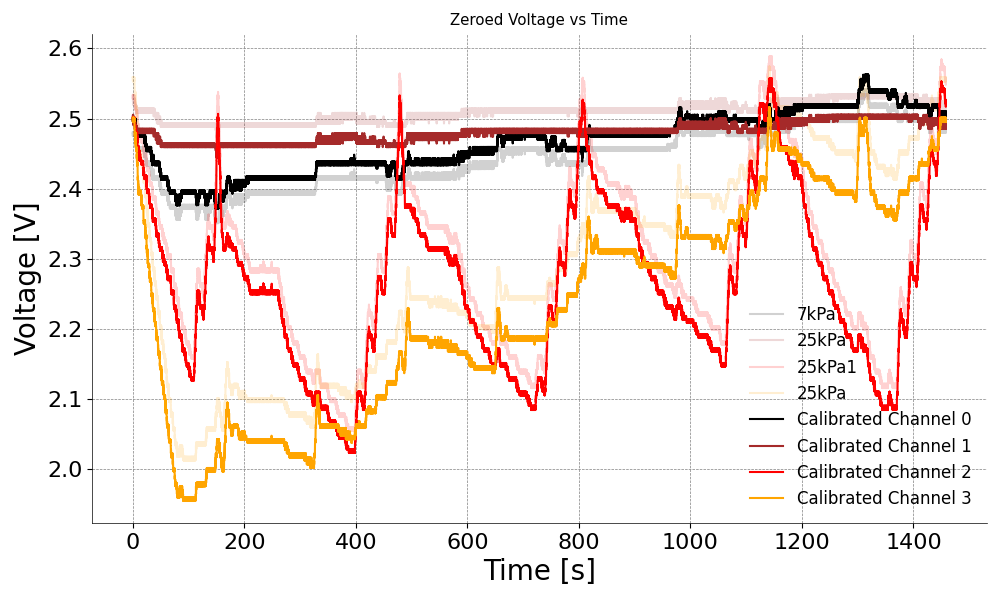 Zeroed Voltage vs Time
Voltage [V]
2.6
2.5
2.4
2.3
2.2
2.1
2.0
7kPa
25kPa
25kPa1
25kPa
Calibrated Channel 0
Calibrated Channel 1
Calibrated Channel 2
Calibrated Channel 3
0 200 400 600 800 1000 1200 1400
Time [s]